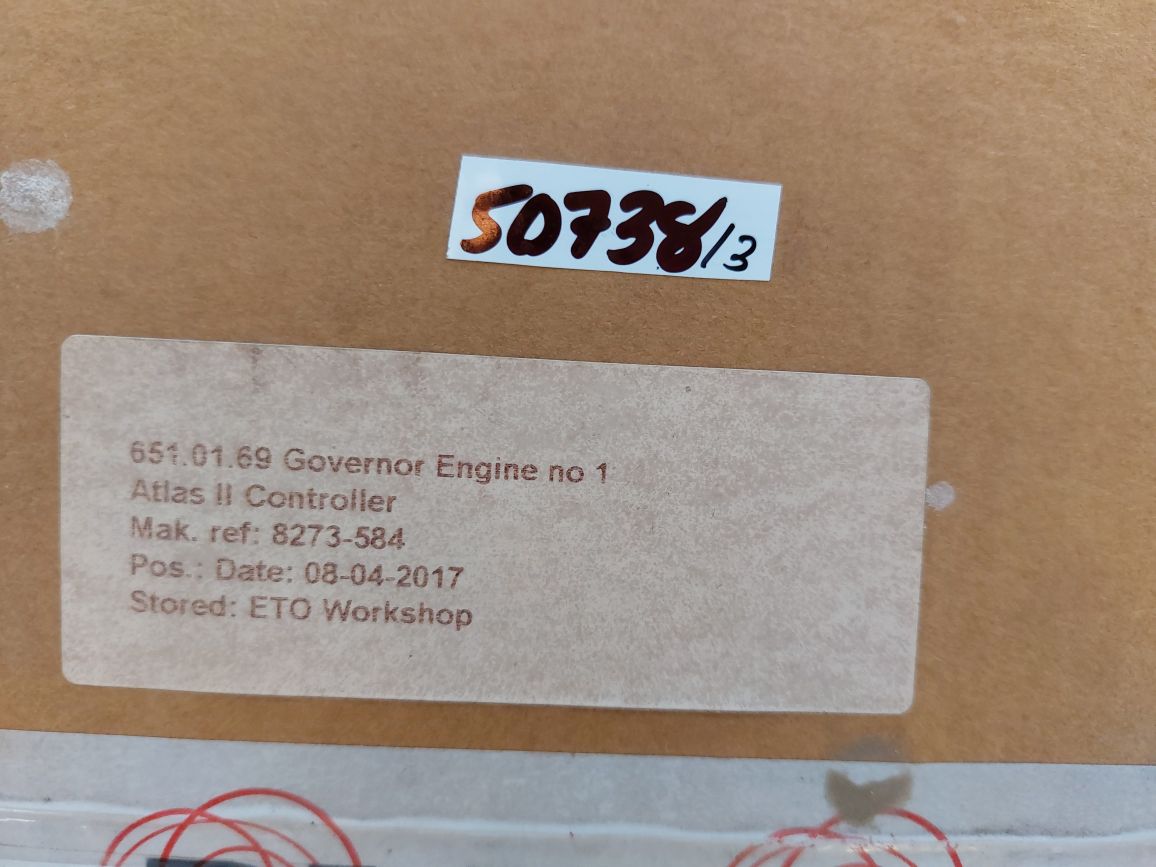 50738/3
651.01.69 Governor Engine no 1
Atlas II Controller
Mak. ref: 8273-584
Pos.: Date: 08-04-2017
Stored: ETO Workshop